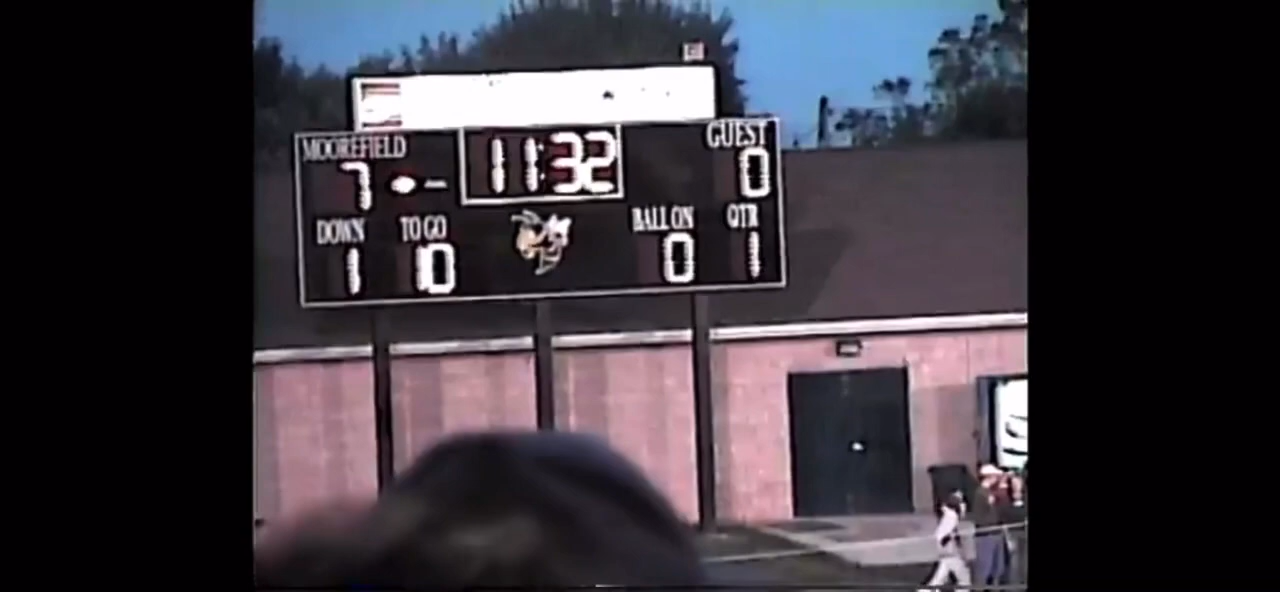 MOOREFIELD
11:32
GUEST
7
0
DOWN
TO GO
BALL ON
QTR
1
10
0
1